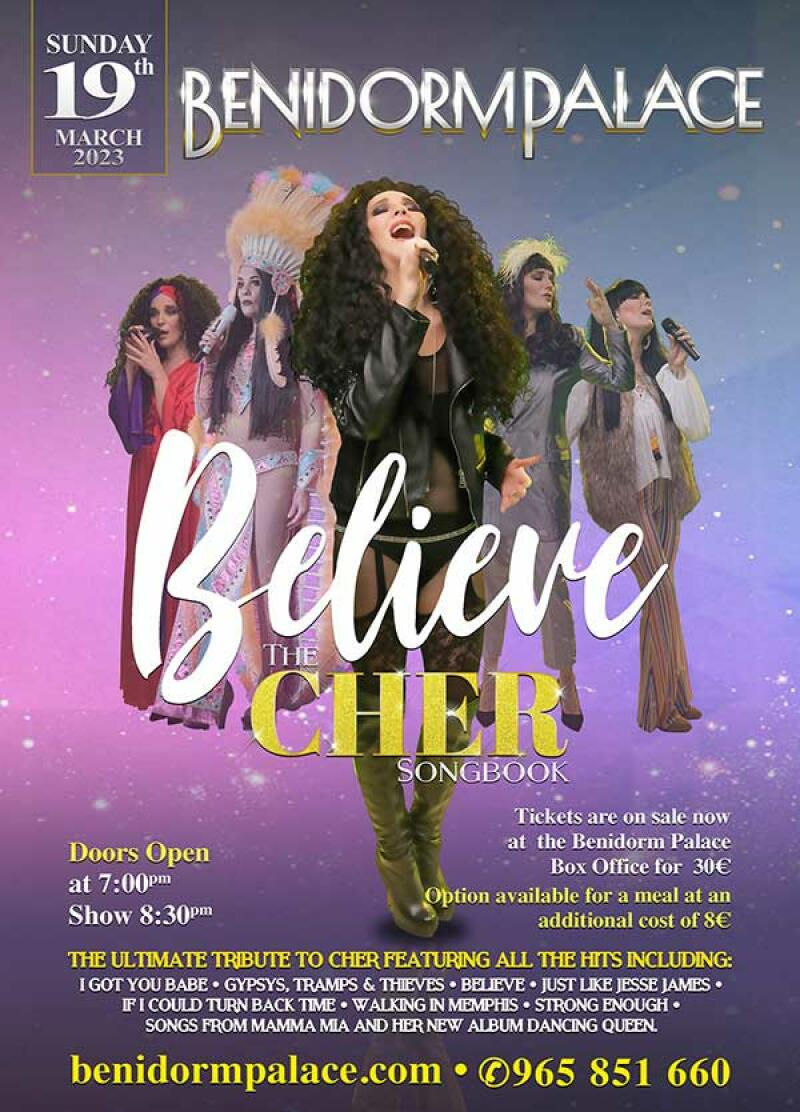 SUNDAY
19th
MARCH
2023
BENIDORM PALACE
Believe
THE
CHER
SONGBOOK
Doors Open
at 7:00pm
Show 8:30pm
Tickets are on sale now
at the Benidorm Palace
Box Office for 30€
Option available for a meal at an
additional cost of 8€
THE ULTIMATE TRIBUTE TO CHER FEATURING ALL THE HITS INCLUDING:
I GOT YOU BABE • GYPSYS, TRAMPS & THIEVES • BELIEVE • JUST LIKE JESSE JAMES •
IF I COULD TURN BACK TIME • WALKING IN MEMPHIS • STRONG ENOUGH •
SONGS FROM MAMMA MIA AND HER NEW ALBUM DANCING QUEEN.
benidormpalace.com • ✆965 851 660